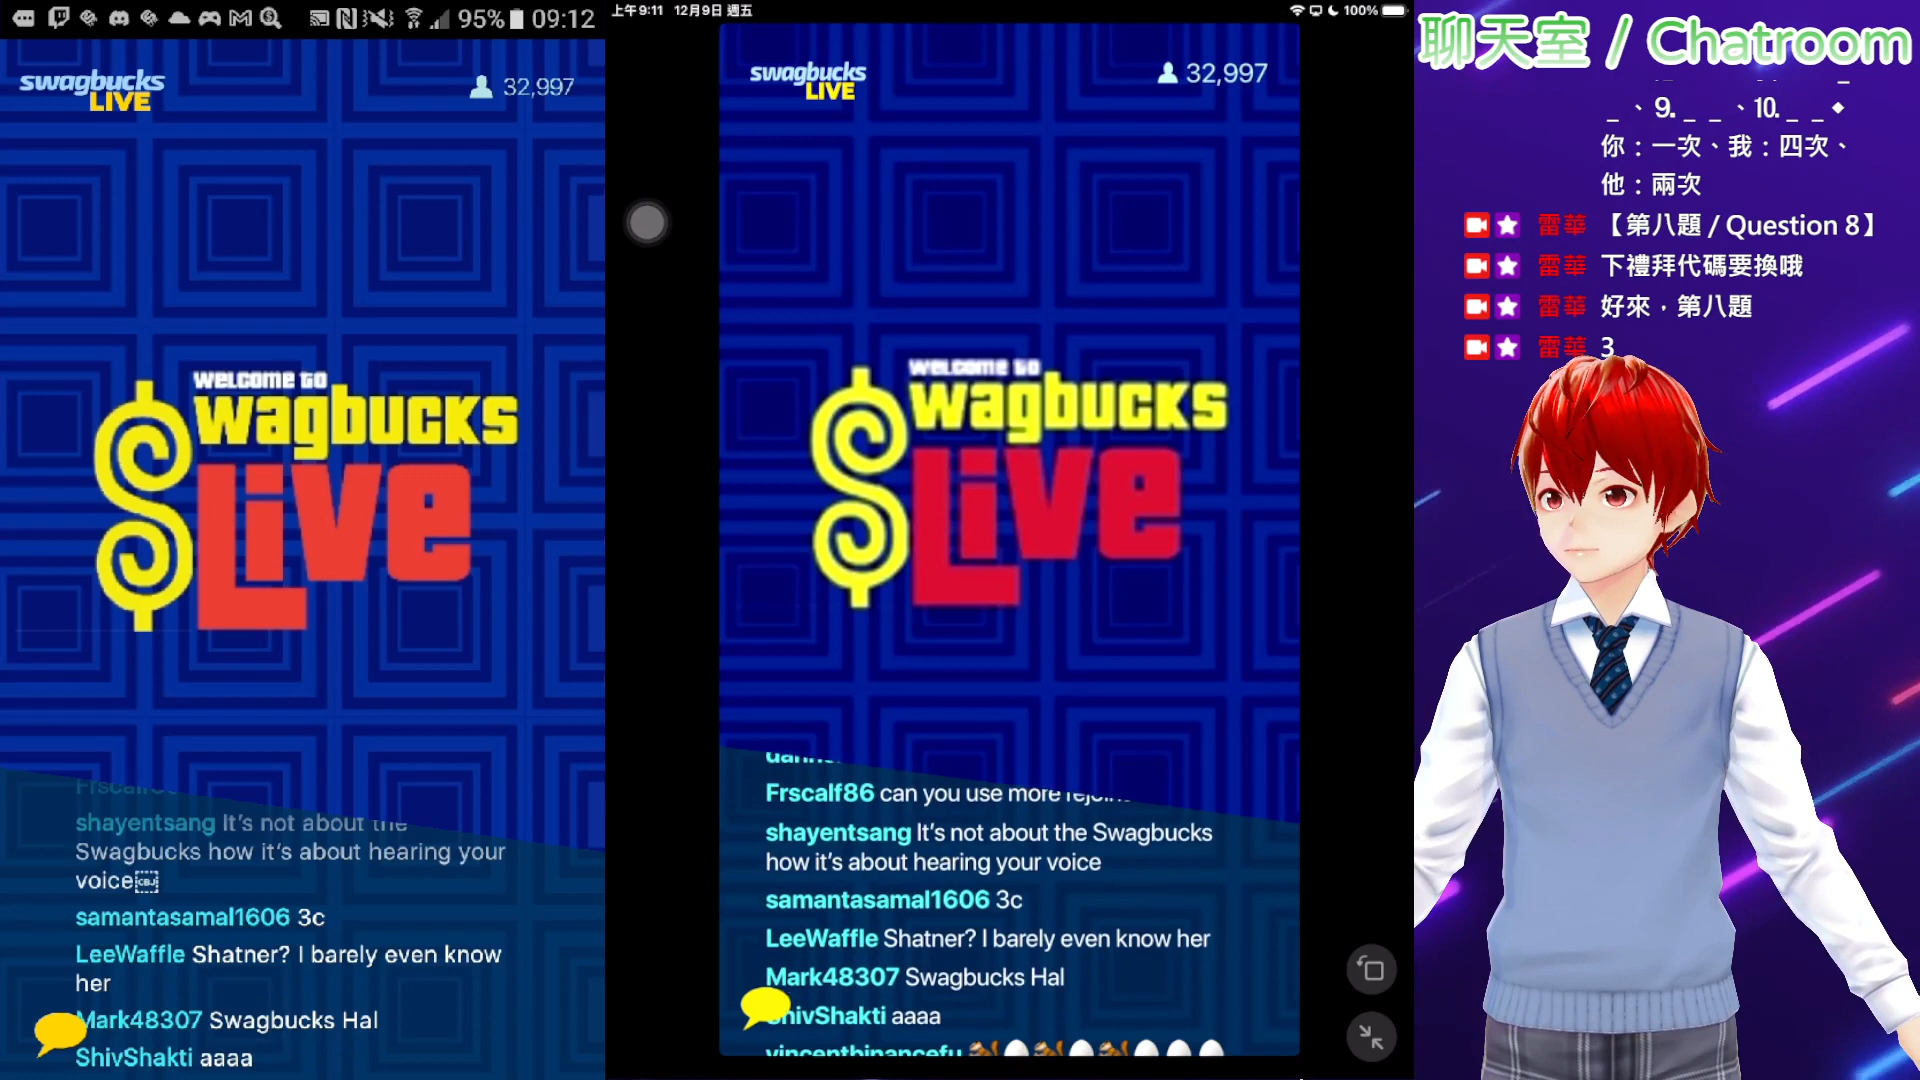 95% 09:12
swagbucks
LIVE
32,997
WELCOME TO
$wagbucks
Live
shayentsang It's not about the
Swagbucks how it's about hearing your
voice
samantasamal1606 3c
LeeWaffle Shatner? I barely even know
her
Mark48307 Swagbucks Hal
ShivShakti aaaa
上午9:11 12月9日 週五
100%
swagbucks
LIVE
32,997
WELCOME TO
$wagbucks
Live
Frscalf86 can you use more
shayentsang It's not about the Swagbucks
how it's about hearing your voice
samantasamal1606 3c
LeeWaffle Shatner? I barely even know her
Mark48307 Swagbucks Hal
ShivShakti aaaa
vincentbinancefu
聊天室 / Chatroom
_、9. _ _、10. _ _◆
你：一次、我：四次、
他：兩次
雷華 【第八題 / Question 8】
雷華 下禮拜代碼要換哦
雷華 好來，第八題
雷華 3